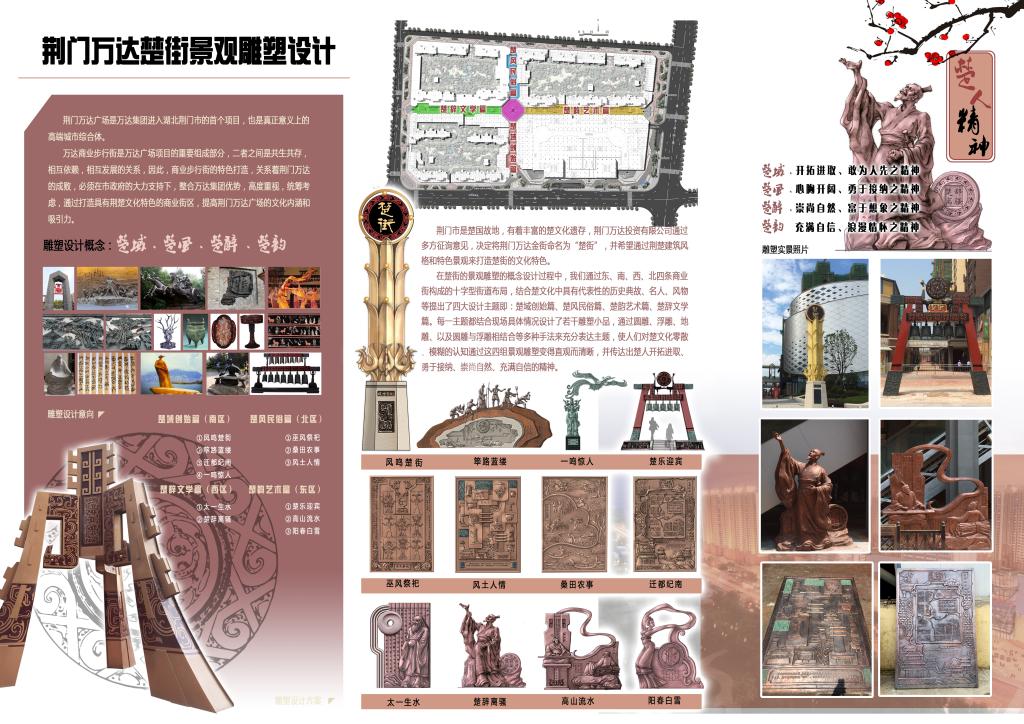 荆门万达楚街景观雕塑设计
荆门万达广场是万达集团进入湖北荆门市的首个项目，也是真正意义上的
高端城市综合体。
万达商业步行街是万达广场项目的重要组成部分，二者之间是共生共存，
相互依赖，相互发展的关系，因此，商业步行街的特色打造，关系着荆门万达
的成败，必须在市政府的大力支持下，整合万达集团优势，高度重视，统筹考
虑，通过打造具有荆楚文化特色的商业街区，提高荆门万达广场的文化内涵和
吸引力。
雕塑设计概念：楚域 . 楚风 . 楚辞 . 楚韵
雕塑设计意向
楚域创始篇（南区）
①凤鸣楚街
②筚路蓝缕
③迁都纪南
④一鸣惊人
楚风民俗篇（北区）
①巫风祭祀
②桑田农事
③风土人情
楚辞文学篇（西区）
①太一生水
②楚辞离骚
楚韵艺术篇（东区）
①楚乐迎宾
②高山流水
③阳春白雪
雕塑设计方案
楚风民俗篇
楚辞文学篇
楚韵艺术篇
楚域创始篇
楚街
荆门市是楚国故地，有着丰富的楚文化遗存，荆门万达投资有限公司通过
多方征询意见，决定将荆门万达金街命名为“楚街”，并希望通过荆楚建筑风
格和特色景观来打造楚街的文化特色。
在楚街的景观雕塑的概念设计过程中，我们通过东、南、西、北四条商业
街构成的十字型街道布局，结合楚文化中具有代表性的历史典故、名人、风物
等提出了四大设计主题即：楚域创始篇、楚风民俗篇、楚韵艺术篇、楚辞文学
篇。每一主题都结合现场具体情况设计了若干雕塑小品，通过圆雕、浮雕、地
雕、以及圆雕与浮雕相结合等多种手法来充分表达主题，使人们对楚文化零散
、模糊的认知通过这四组景观雕塑变得直观而清晰，并传达出楚人开拓进取、
勇于接纳、崇尚自然、充满自信的精神。
凤鸣楚街
筚路蓝缕
一鸣惊人
楚乐迎宾
巫风祭祀
风土人情
桑田农事
迁都纪南
太一生水
楚辞离骚
高山流水
阳春白雪
楚人精神
楚域 . 开拓进取、敢为人先之精神
楚风 . 心胸开阔、勇于接纳之精神
楚辞 . 崇尚自然、富于想象之精神
楚韵 充满自信、浪漫情怀之精神
雕塑实景照片